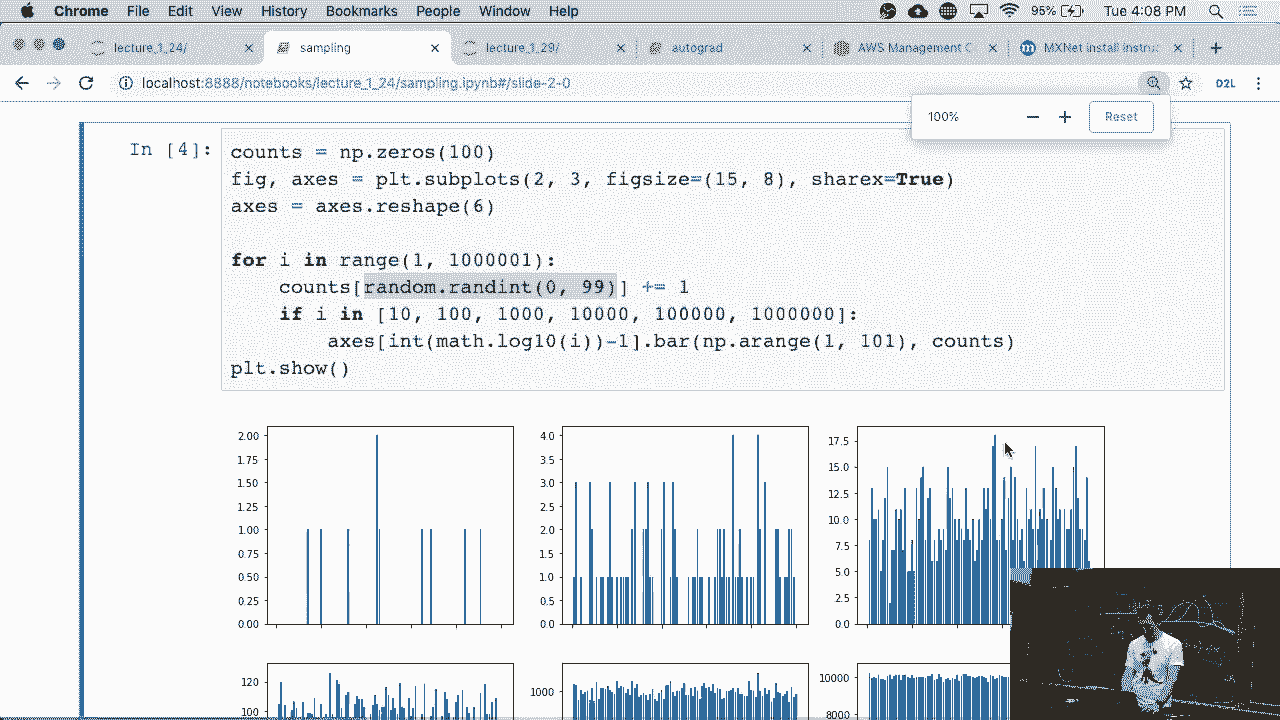 Chrome File Edit View History Bookmarks People Window Help 95% Tue 4:08 PM
lecture_1_24/ sampling lecture_1_29/ autograd AWS Management C MXNet install instru
localhost:8888/notebooks/lecture_1_24/sampling.ipynb#/slide-2-0 D2L
100% Reset
In [4]:
counts = np.zeros(100)
fig, axes = plt.subplots(2, 3, figsize=(15, 8), sharex=True)
axes = axes.reshape(6)
for i in range(1, 1000001):
counts[random.randint(0, 99)] += 1
if i in [10, 100, 1000, 10000, 100000, 1000000]:
axes[int(math.log10(i))-1].bar(np.arange(1, 101), counts)
plt.show()
2.00
1.75
1.50
1.25
1.00
0.75
0.50
0.25
0.00
4.0
3.5
3.0
2.5
2.0
1.5
1.0
0.5
0.0
17.5
15.0
12.5
10.0
7.5
5.0
2.5
0.0
120
100
1000
10000
8000